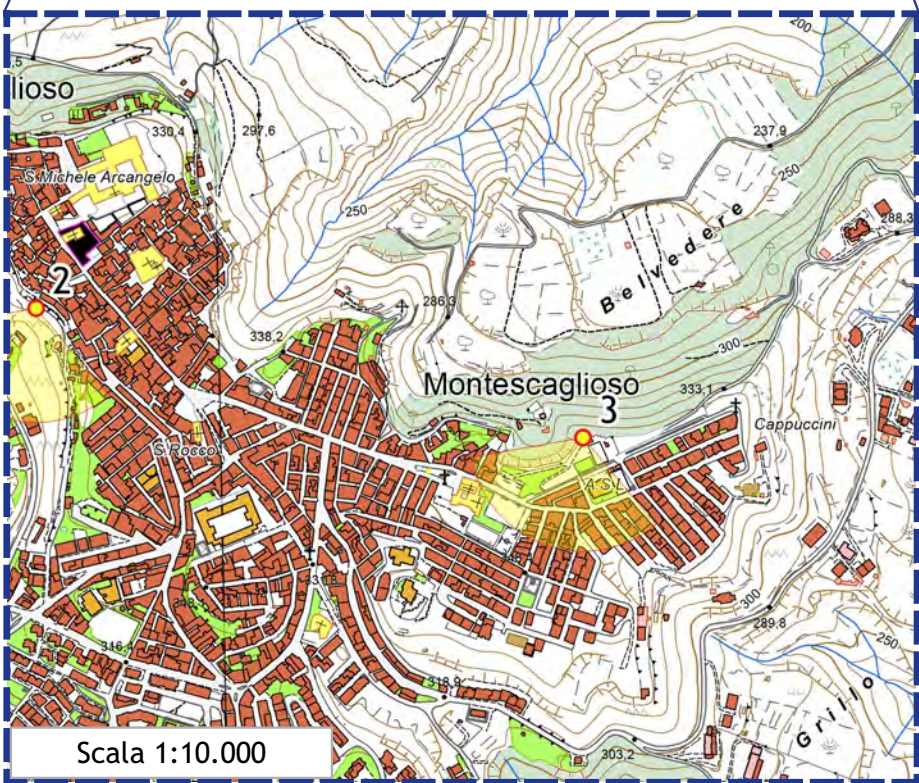 200
,5
lioso
330,4
297,6
237,9
S.Michele Arcangelo
250
250
288,3
Belvedere
2
286,3
338,2
300
Montescaglioso
333,1
3
Cappuccini
S.Rocco
A.S.L.
300
289,8
250
316,
318,9
Grillo
303,2
Scala 1:10.000